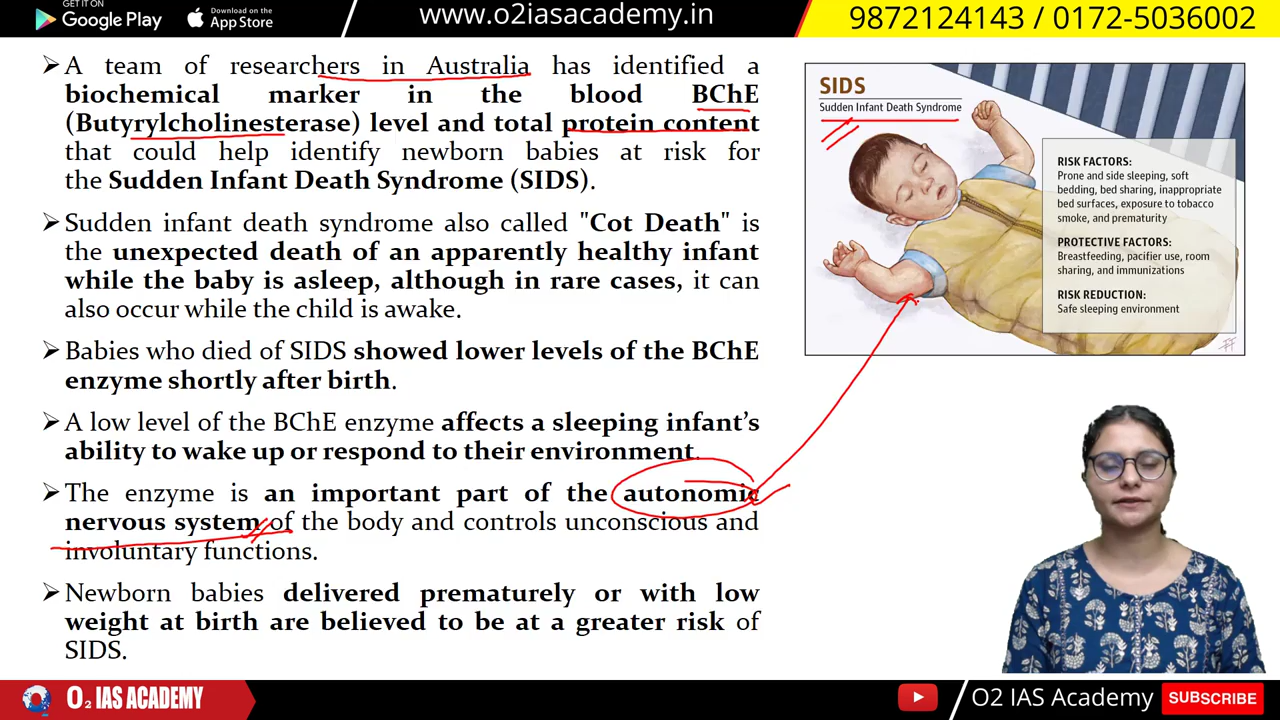 GET IT ON
Google Play
Download on the
App Store
www.o2iasacademy.in
9872124143 / 0172-5036002
➢ A team of researchers in Australia has identified a
biochemical marker in the blood BChE
(Butyrylcholinesterase) level and total protein content
that could help identify newborn babies at risk for
the Sudden Infant Death Syndrome (SIDS).
➢ Sudden infant death syndrome also called "Cot Death" is
the unexpected death of an apparently healthy infant
while the baby is asleep, although in rare cases, it can
also occur while the child is awake.
➢ Babies who died of SIDS showed lower levels of the BChE
enzyme shortly after birth.
➢ A low level of the BChE enzyme affects a sleeping infant’s
ability to wake up or respond to their environment.
➢ The enzyme is an important part of the autonomic
nervous system of the body and controls unconscious and
involuntary functions.
➢ Newborn babies delivered prematurely or with low
weight at birth are believed to be at a greater risk of
SIDS.
SIDS
Sudden Infant Death Syndrome
RISK FACTORS:
Prone and side sleeping, soft
bedding, bed sharing, inappropriate
bed surfaces, exposure to tobacco
smoke, and prematurity
PROTECTIVE FACTORS:
Breastfeeding, pacifier use, room
sharing, and immunizations
RISK REDUCTION:
Safe sleeping environment
O2 IAS ACADEMY
O2 IAS Academy
SUBSCRIBE